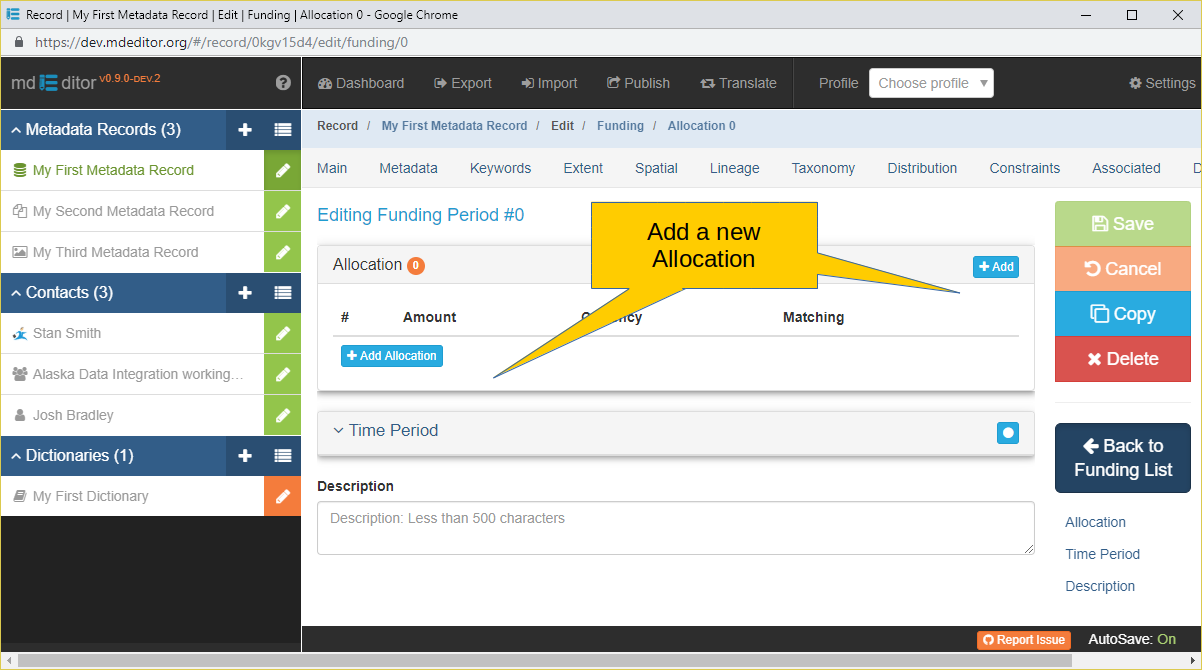 Record | My First Metadata Record | Edit | Funding | Allocation 0 - Google Chrome
https://dev.mdeditor.org/#/record/0kgv15d4/edit/funding/0
md ditor v0.9.0-DEV.2
Dashboard Export Import Publish Translate Profile Choose profile Settings
Metadata Records (3)
My First Metadata Record
My Second Metadata Record
My Third Metadata Record
Contacts (3)
Stan Smith
Alaska Data Integration working...
Josh Bradley
Dictionaries (1)
My First Dictionary
Record / My First Metadata Record / Edit / Funding / Allocation 0
Main Metadata Keywords Extent Spatial Lineage Taxonomy Distribution Constraints Associated D
Editing Funding Period #0
Add a new
Allocation
Allocation 0
Add
# Amount Matching
Add Allocation
Time Period
Description
Description: Less than 500 characters
Save
Cancel
Copy
Delete
Back to
Funding List
Allocation
Time Period
Description
Report Issue AutoSave: On